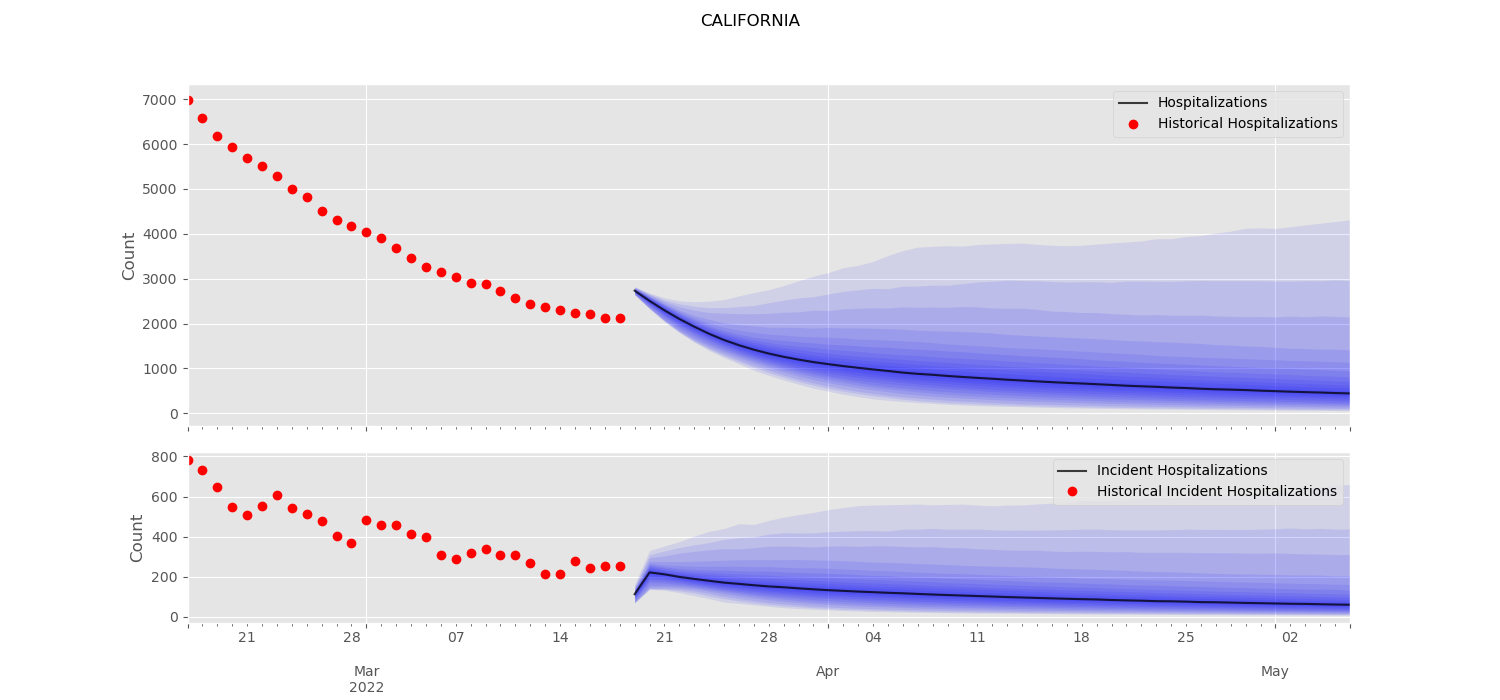 CALIFORNIA
7000
6000
5000
4000
3000
2000
1000
0
Count
Hospitalizations
Historical Hospitalizations
800
600
400
200
0
Count
Incident Hospitalizations
Historical Incident Hospitalizations
21 28 07 14 21 28 04 11 18 25 02
Mar Apr May
2022